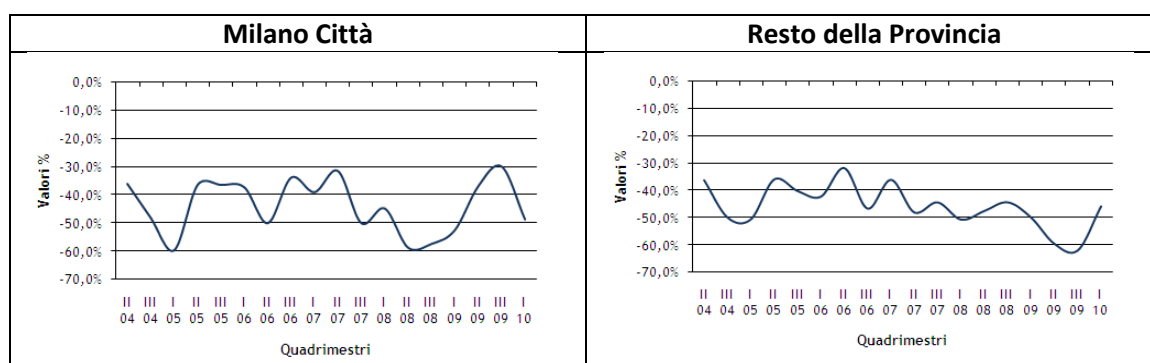 Milano Città
Resto della Provincia
0,0%
-10,0%
-20,0%
-30,0%
-40,0%
-50,0%
-60,0%
-70,0%
Valori %
II III I II III I II III I II III I II III I II III I
04 04 05 05 05 06 06 06 07 07 07 08 08 08 09 09 09 10
Quadrimestri
0,0%
-10,0%
-20,0%
-30,0%
-40,0%
-50,0%
-60,0%
-70,0%
Valori %
II III I II III I II III I II III I II III I II III I
04 04 05 05 05 06 06 06 07 07 07 08 08 08 09 09 09 10
Quadrimestri